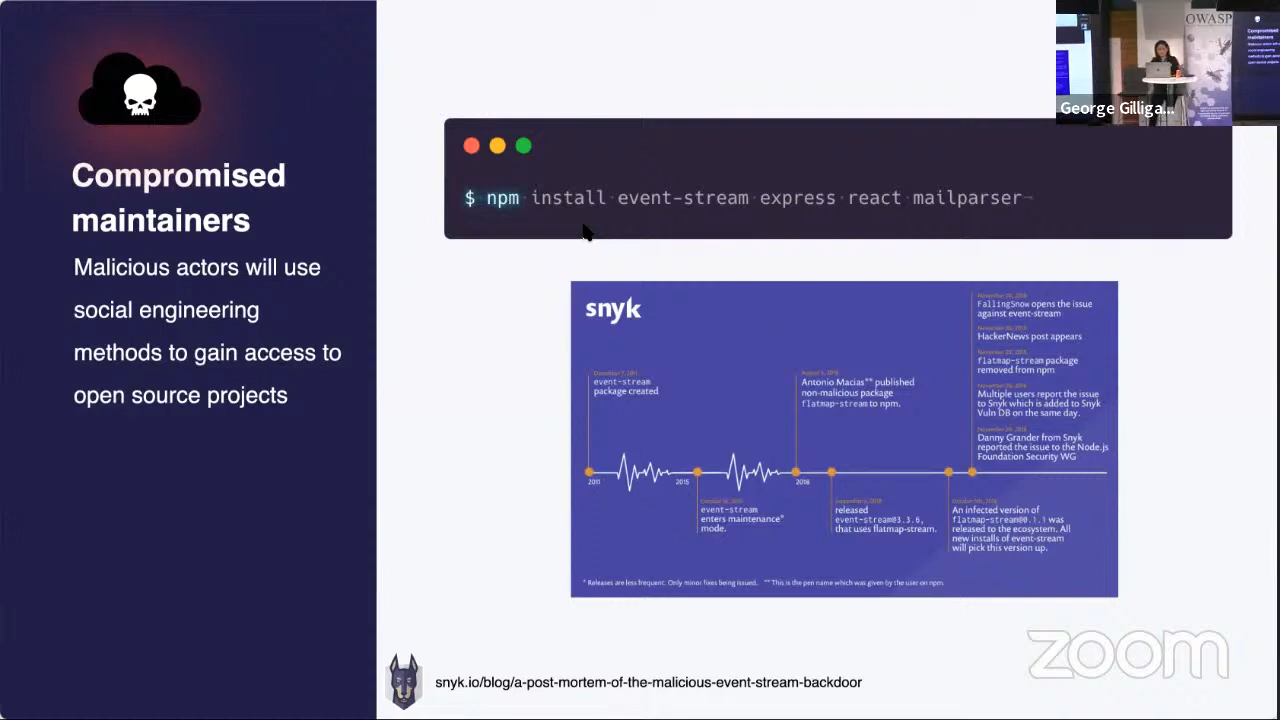 Compromised
maintainers
Malicious actors will use
social engineering
methods to gain access to
open source projects
OWASP
George Gilliga...
$ npm install event-stream express react mailparser
snyk
event-stream
package created
2011
2015
event-stream
enters maintenance*
mode.
Antonio Macias** published
non-malicious package
flatmap-stream to npm.
2018
released
event-stream@3.3.6,
that uses flatmap-stream.
An infected version of
flatmap-stream@0.1.1 was
released to the ecosystem. All
new installs of event-stream
will pick this version up.
FallingSnow opens the issue
against event-stream
HackerNews post appears
flatmap-stream package
removed from npm
Multiple users report the issue
to Snyk which is added to Snyk
Vuln DB on the same day.
Danny Grander from Snyk
reported the issue to the Node.js
Foundation Security WG
* Releases are less frequent. Only minor fixes being issued. ** This is the pen name which was given by the user on npm.
snyk.io/blog/a-post-mortem-of-the-malicious-event-stream-backdoor
zoom